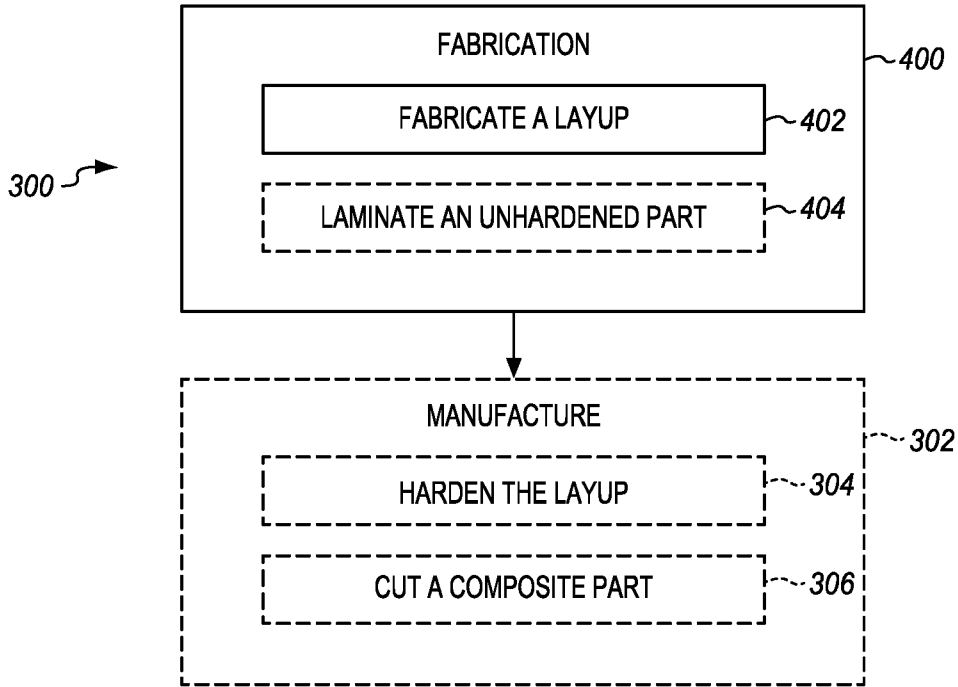 FABRICATION
400
FABRICATE A LAYUP
402
300
LAMINATE AN UNHARDENED PART
404
MANUFACTURE
302
HARDEN THE LAYUP
304
CUT A COMPOSITE PART
306